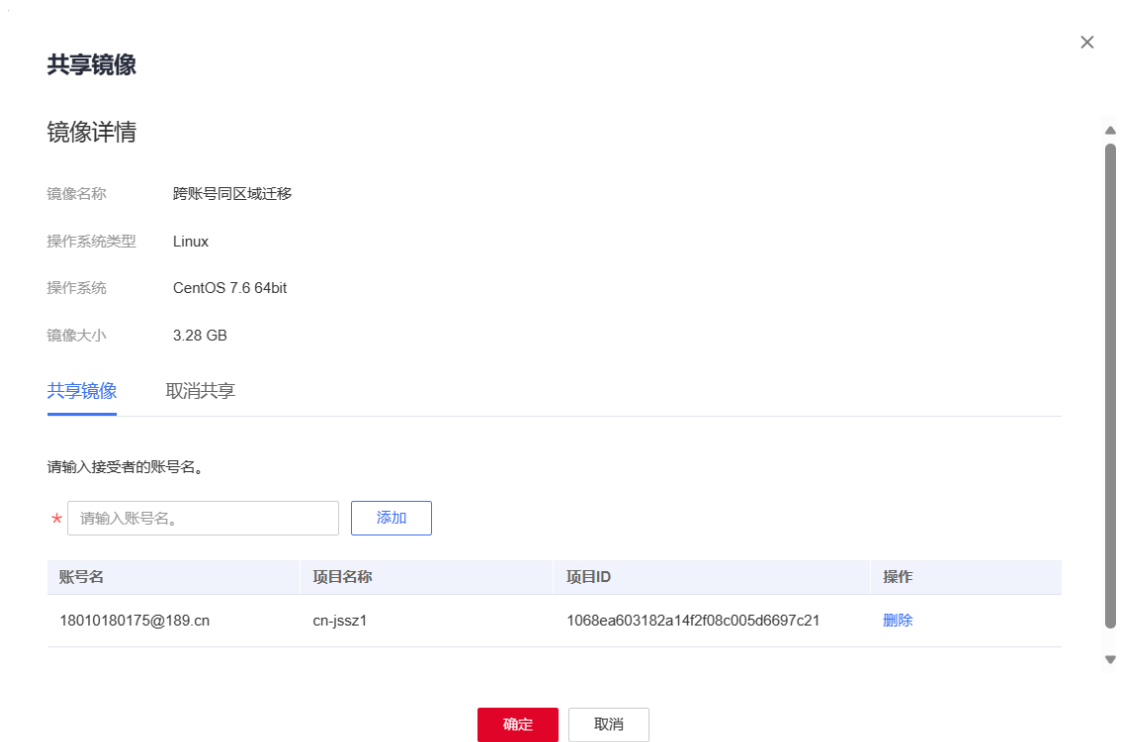 共享镜像
镜像详情
镜像名称 跨账号同区域迁移
操作系统类型 Linux
操作系统 CentOS 7.6 64bit
镜像大小 3.28 GB
共享镜像 取消共享
请输入接受者的账号名。
* 请输入账号名。 添加
账号名 项目名称 项目ID 操作
18010180175@189.cn cn-jssz1 1068ea603182a14f2f08c005d6697c21 删除
确定 取消